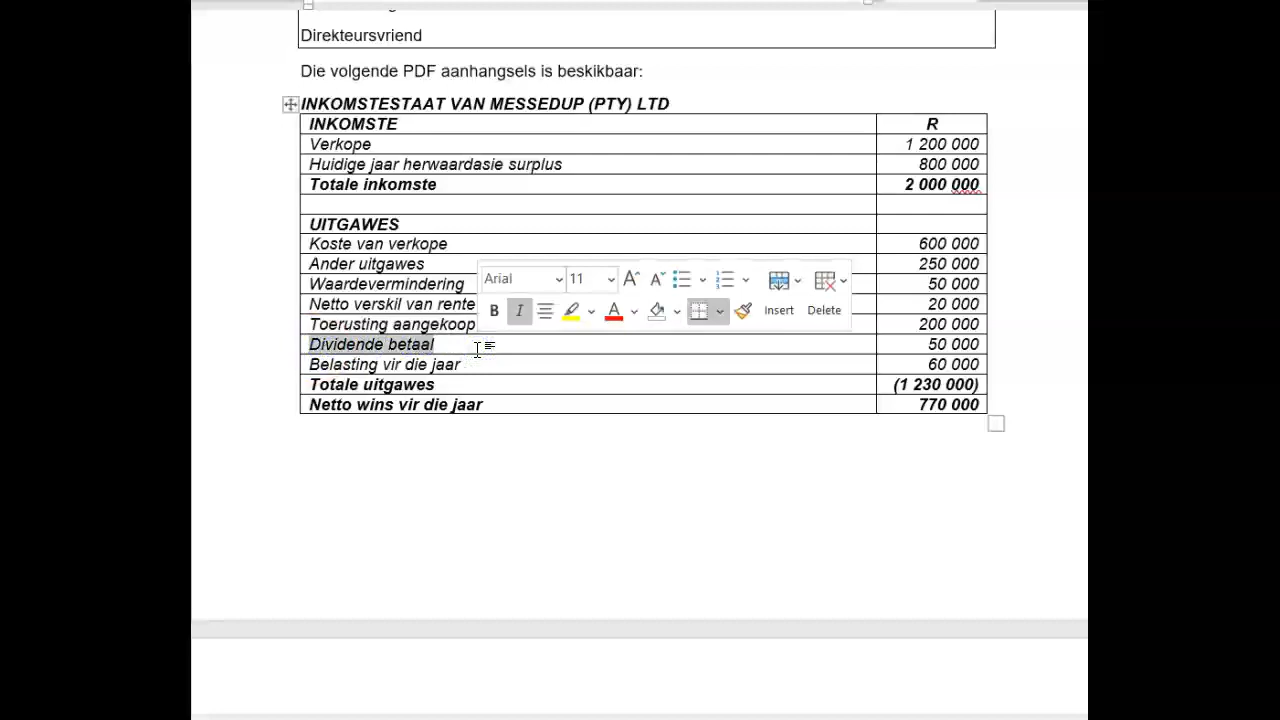 Direkteursvriend
Die volgende PDF aanhangsels is beskikbaar:
INKOMSTESTAAT VAN MESSEDUP (PTY) LTD
INKOMSTE R
Verkope 1 200 000
Huidige jaar herwaardasie surplus 800 000
Totale inkomste 2 000 000
UITGAWES
Koste van verkope 600 000
Ander uitgawes 250 000
Arial 11
Waardevermindering 50 000
Netto verskil van rente 20 000
B I A Insert Delete
Toerusting aangekoop 200 000
Dividende betaal 50 000
Belasting vir die jaar 60 000
Totale uitgawes (1 230 000)
Netto wins vir die jaar 770 000